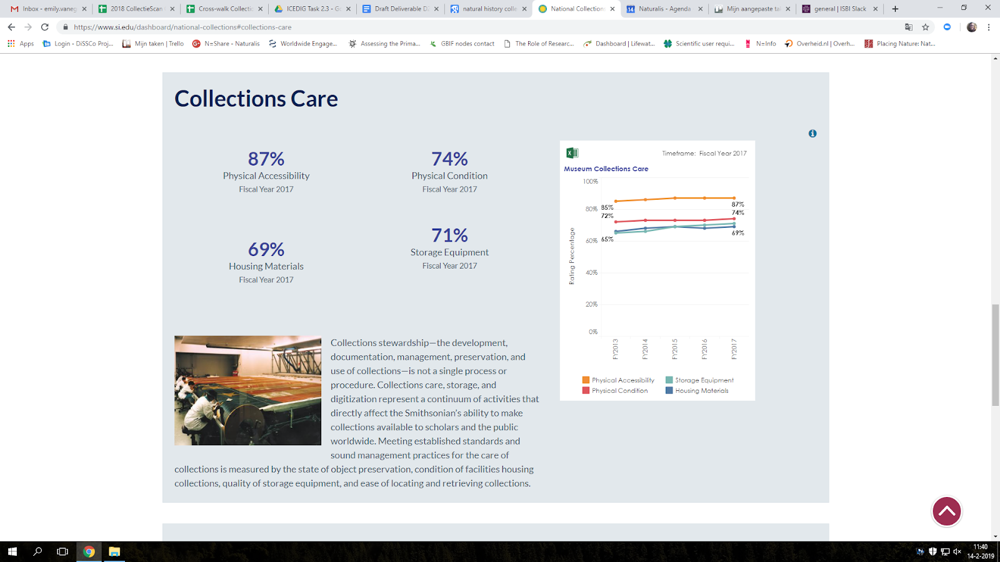 Inbox - emily.vaneg
2018 CollectieScan
Cross-walk Collectic
ICEDIG Task 2.3 - Go
Draft Deliverable D
natural history colle
National Collection
14 Naturalis - Agenda
Mijn aangepaste ta
general | ISBI Slack
https://www.si.edu/dashboard/national-collections#collections-care
Apps
Login - DiSSCo Proj...
Mijn taken | Trello
N=Share - Naturalis
Worldwide Engage...
Assessing the Prima...
GBIF nodes contact
The Role of Researc...
Dashboard | Lifewat...
Scientific user requi...
N=Info
Overheid.nl | Overh...
Placing Nature: Nat...
Collections Care
87%
Physical Accessibility
Fiscal Year 2017
74%
Physical Condition
Fiscal Year 2017
69%
Housing Materials
Fiscal Year 2017
71%
Storage Equipment
Fiscal Year 2017
Timeframe: Fiscal Year 2017
Museum Collections Care
Rating Percentage
100%
80%
60%
40%
20%
0%
85%
72%
65%
87%
74%
69%
FY2013
FY2014
FY2015
FY2016
FY2017
Physical Accessibility
Storage Equipment
Physical Condition
Housing Materials
Collections stewardship—the development,
documentation, management, preservation, and
use of collections—is not a single process or
procedure. Collections care, storage, and
digitization represent a continuum of activities that
directly affect the Smithsonian's ability to make
collections available to scholars and the public
worldwide. Meeting established standards and
sound management practices for the care of
collections is measured by the state of object preservation, condition of facilities housing
collections, quality of storage equipment, and ease of locating and retrieving collections.
11:40
14-2-2019